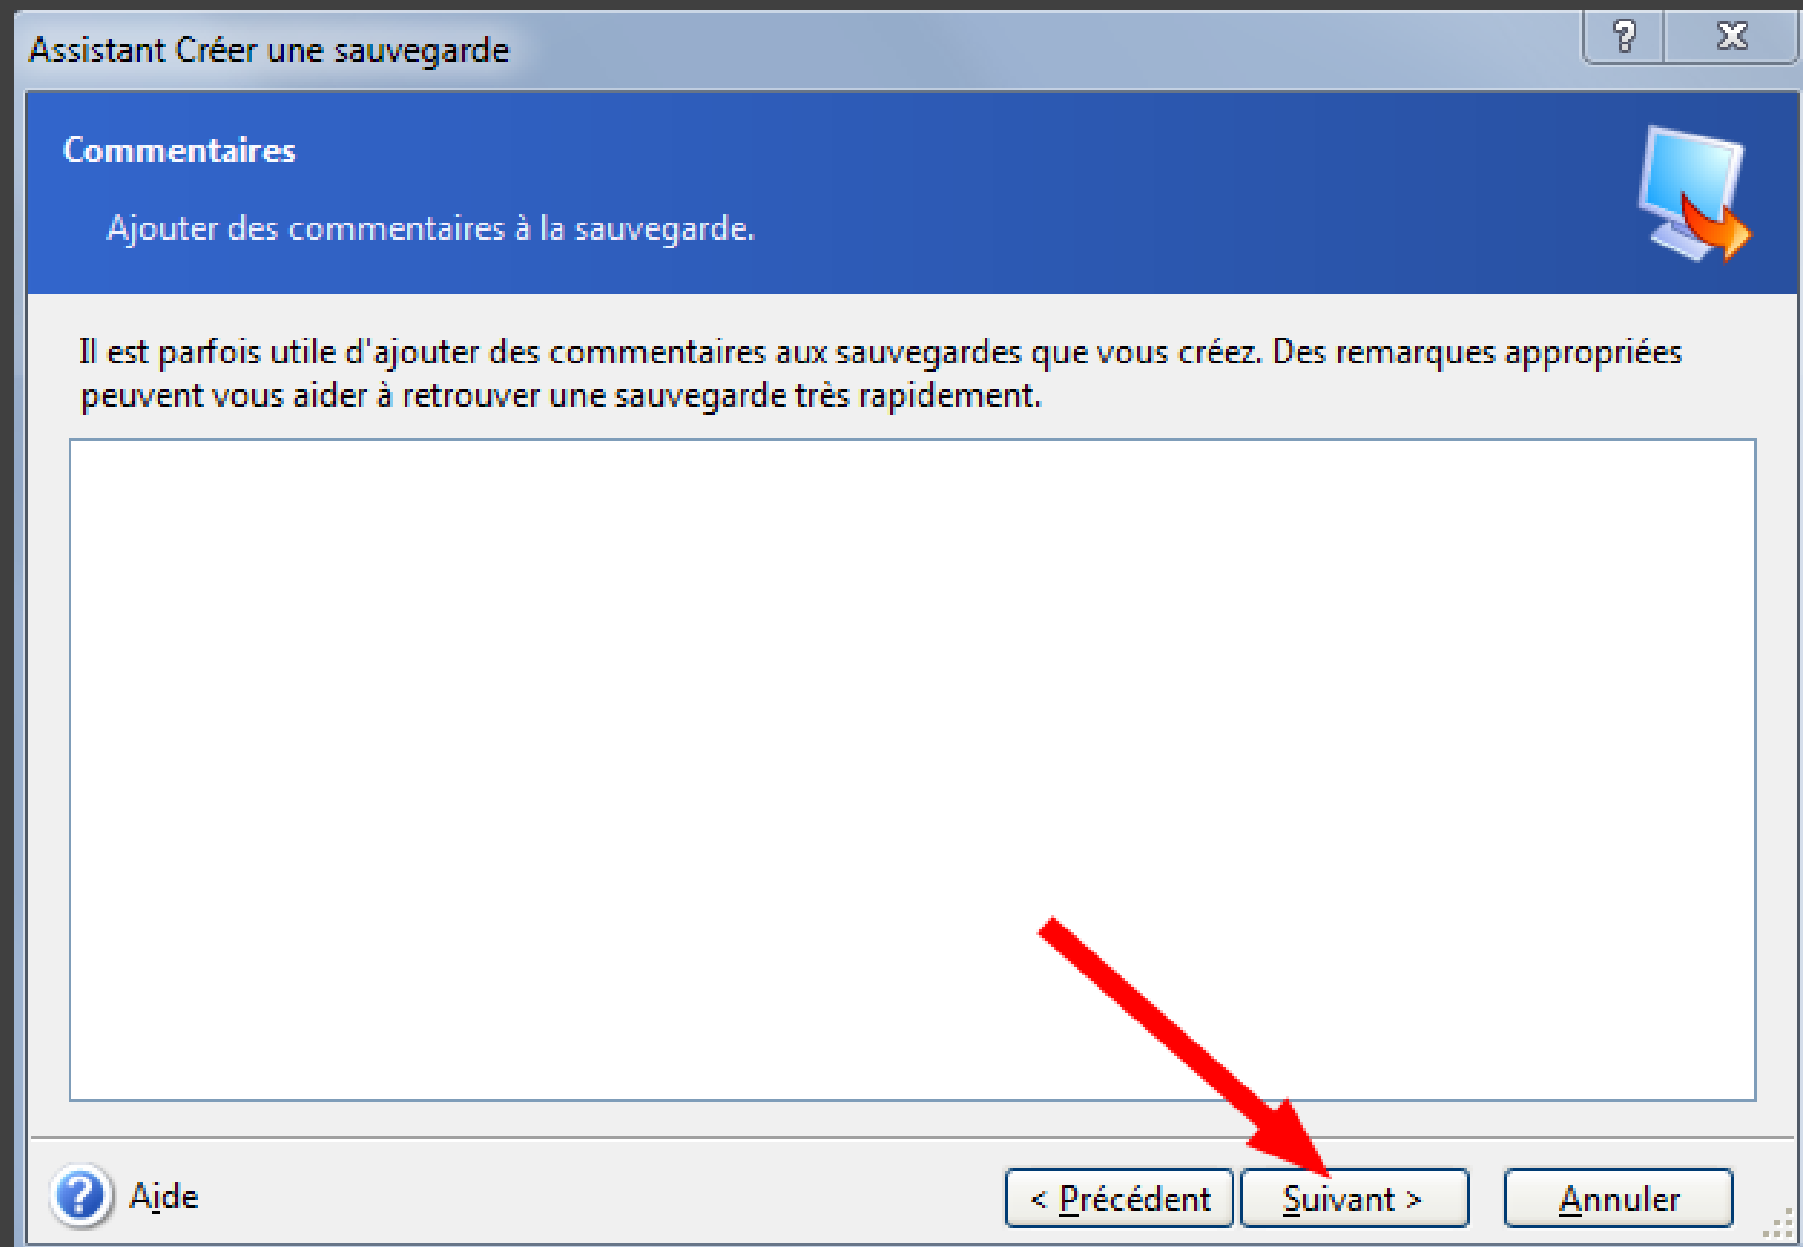 Assistant Créer une sauvegarde
Commentaires
Ajouter des commentaires à la sauvegarde.
Il est parfois utile d'ajouter des commentaires aux sauvegardes que vous créez. Des remarques appropriées
peuvent vous aider à retrouver une sauvegarde très rapidement.
Aide
< Précédent
Suivant >
Annuler